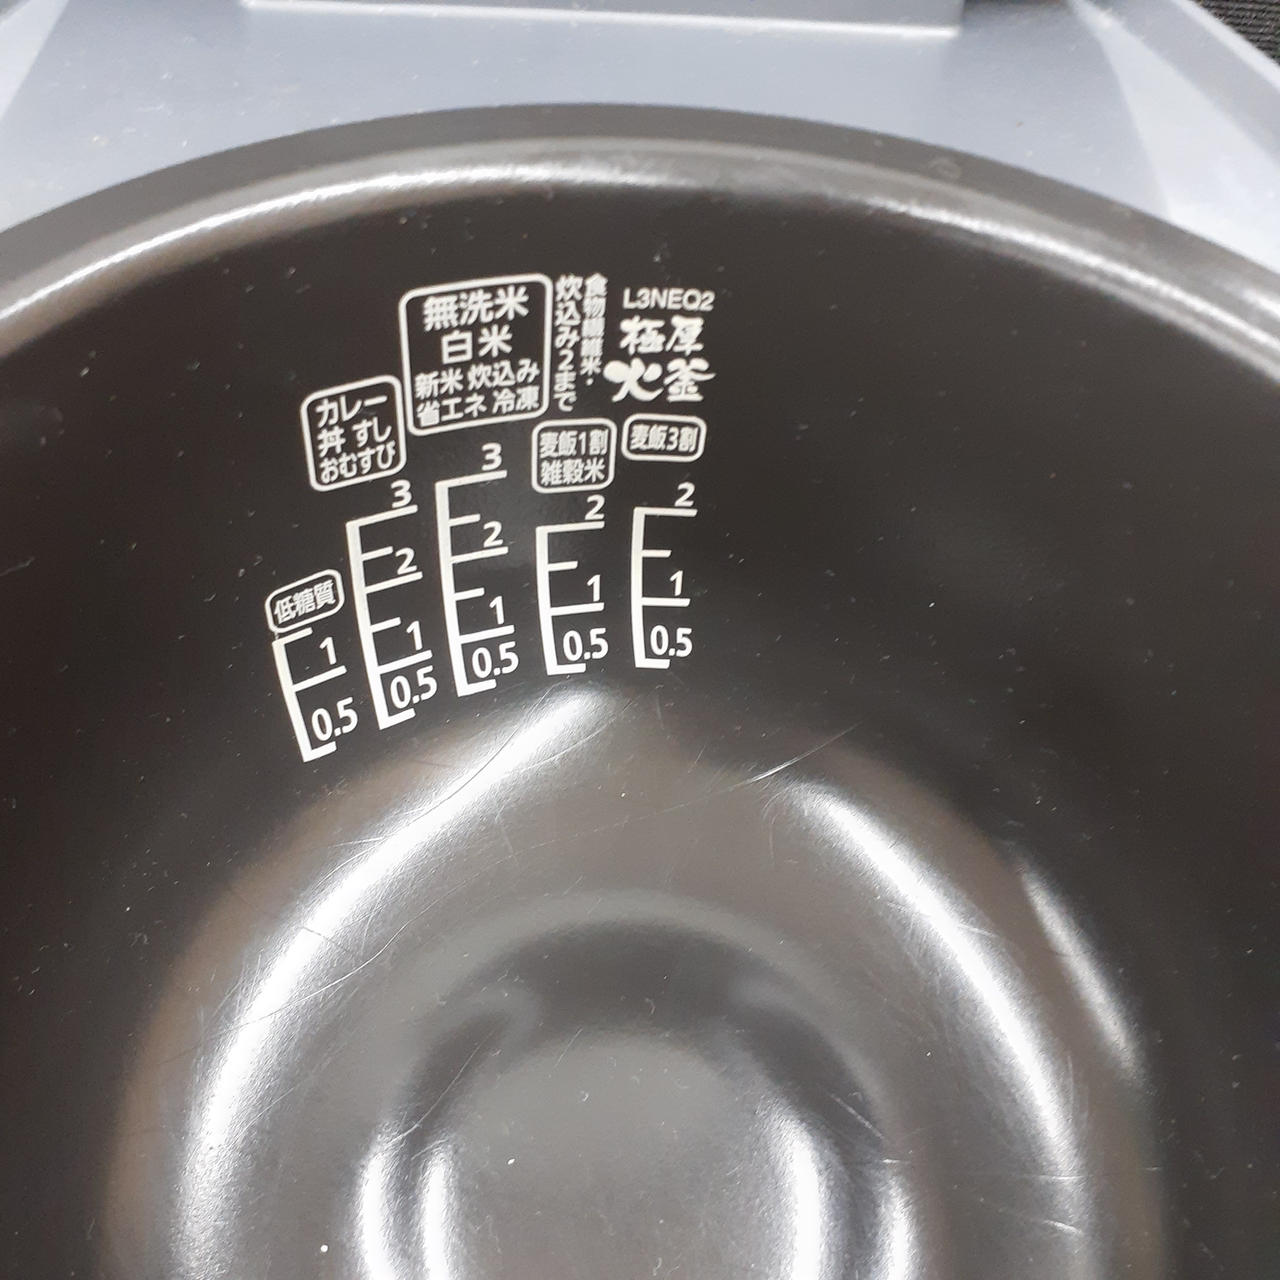 無洗米
白米
新米 炊込み
省エネ 冷凍
食物繊維米・
炊込み2まで
L3NEQ2
極厚
火釜
カレー
丼 すし
おむすび
麦飯1割
雑穀米
麦飯3割
低糖質
1
0.5
3
2
1
0.5
3
2
1
0.5
2
1
0.5
2
1
0.5